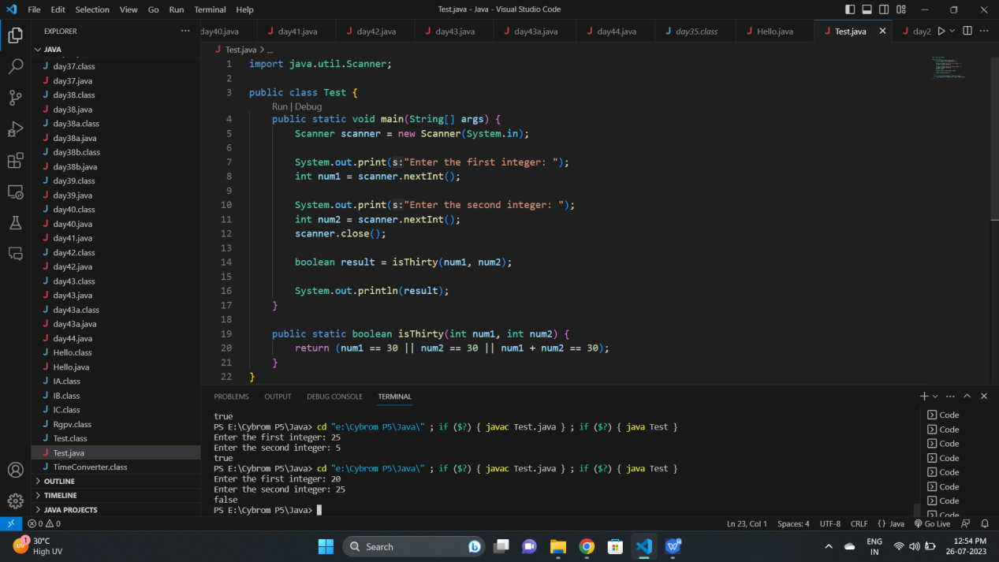 File Edit Selection View Go Run Terminal Help
Test.java - Java - Visual Studio Code
EXPLORER
JAVA
day37.class
day37.java
day38.class
day38.java
day38a.class
day38a.java
day38b.class
day38b.java
day39.class
day39.java
day40.class
day40.java
day41.java
day42.class
day42.java
day43.class
day43.java
day43a.class
day43a.java
day44.java
Hello.class
Hello.java
IA.class
IB.class
IC.class
Rgpv.class
Test.class
Test.java
TimeConverter.class
OUTLINE
TIMELINE
JAVA PROJECTS
day40.java day41.java day42.java day43.java day43a.java day44.java day35.class Hello.java Test.java day2
Test.java > ...
1 import java.util.Scanner;
2
3 public class Test {
Run | Debug
4 public static void main(String[] args) {
5 Scanner scanner = new Scanner(System.in);
6
7 System.out.print(s:"Enter the first integer: ");
8 int num1 = scanner.nextInt();
9
10 System.out.print(s:"Enter the second integer: ");
11 int num2 = scanner.nextInt();
12 scanner.close();
13
14 boolean result = isThirty(num1, num2);
15
16 System.out.println(result);
17 }
18
19 public static boolean isThirty(int num1, int num2) {
20 return (num1 == 30 || num2 == 30 || num1 + num2 == 30);
21 }
22 }
PROBLEMS OUTPUT DEBUG CONSOLE TERMINAL
true
PS E:\Cybrom P5\Java> cd "e:\Cybrom P5\Java\" ; if ($?) { javac Test.java } ; if ($?) { java Test }
Enter the first integer: 25
Enter the second integer: 5
true
PS E:\Cybrom P5\Java> cd "e:\Cybrom P5\Java\" ; if ($?) { javac Test.java } ; if ($?) { java Test }
Enter the first integer: 20
Enter the second integer: 25
false
PS E:\Cybrom P5\Java>
Code
Code
Code
Code
Code
Code
Code
Code
0 0
Ln 23, Col 1 Spaces: 4 UTF-8 CRLF {} Java Go Live
1
UV
30°C
High UV
Search
ENG
IN
12:54 PM
26-07-2023